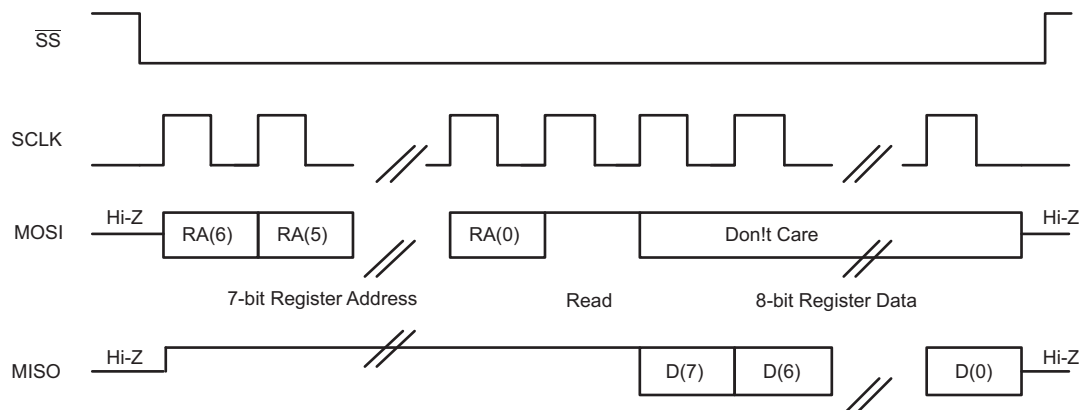 SS
SCLK
Hi-Z
MOSI
RA(6)
RA(5)
RA(0)
Don!t Care
Hi-Z
7-bit Register Address
Read
8-bit Register Data
Hi-Z
MISO
D(7)
D(6)
D(0)
Hi-Z